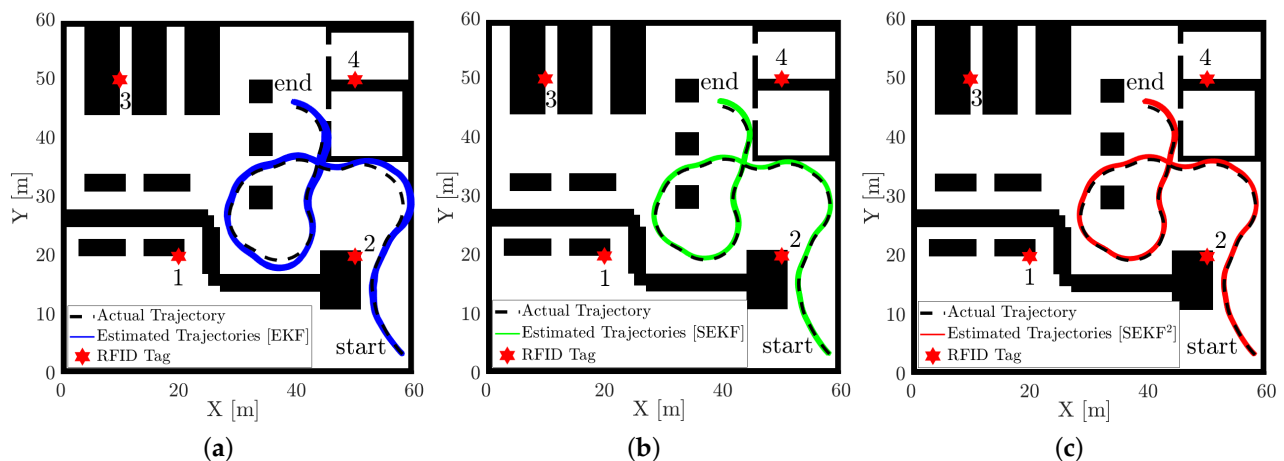 60
50
40
30
20
10
0
Y [m]
0
20
40
60
X [m]
end
4
3
2
1
start
Actual Trajectory
Estimated Trajectories [EKF]
RFID Tag
(a)
60
50
40
30
20
10
0
Y [m]
0
20
40
60
X [m]
end
4
3
2
1
start
Actual Trajectory
Estimated Trajectories [SEKF]
RFID Tag
(b)
60
50
40
30
20
10
0
Y [m]
0
20
40
60
X [m]
end
4
3
2
1
start
Actual Trajectory
Estimated Trajectories [SEKF²]
RFID Tag
(c)